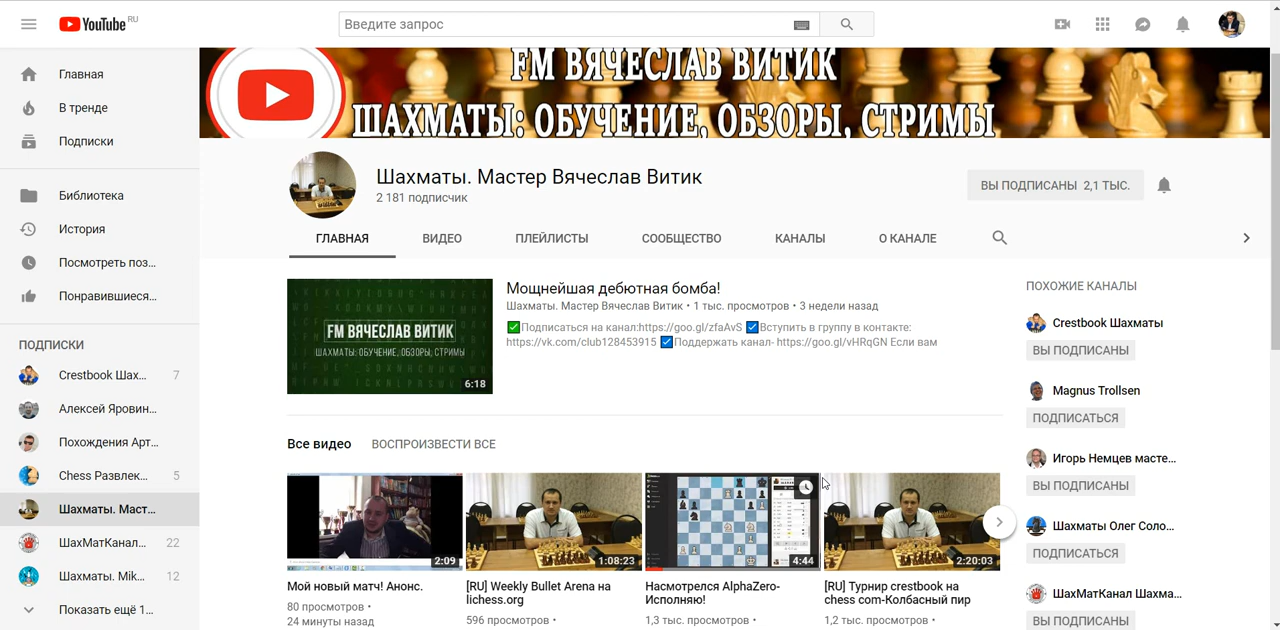 YouTube RU
Введите запрос
Главная
В тренде
Подписки
Библиотека
История
Посмотреть поз...
Понравившиеся...
ПОДПИСКИ
Crestbook Шах... 7
Алексей Яровин...
Похождения Арт...
Chess Развлек... 5
Шахматы. Маст...
ШахМатКанал... 22
Шахматы. Mik... 12
Показать ещё 1...
FM ВЯЧЕСЛАВ ВИТИК
ШАХМАТЫ: ОБУЧЕНИЕ, ОБЗОРЫ, СТРИМЫ
Шахматы. Мастер Вячеслав Витик
2 181 подписчик
ВЫ ПОДПИСАНЫ 2,1 ТЫС.
ГЛАВНАЯ ВИДЕО ПЛЕЙЛИСТЫ СООБЩЕСТВО КАНАЛЫ О КАНАЛЕ
FM ВЯЧЕСЛАВ ВИТИК
ШАХМАТЫ: ОБУЧЕНИЕ, ОБЗОРЫ, СТРИМЫ
6:18
Мощнейшая дебютная бомба!
Шахматы. Мастер Вячеслав Витик • 1 тыс. просмотров • 3 недели назад
✅Подписаться на канал:https://goo.gl/zfaAvS ☑Вступить в группу в контакте:
https://vk.com/club128453915 ☑Поддержать канал- https://goo.gl/vHRqGN Если вам
Все видео ВОСПРОИЗВЕСТИ ВСЕ
2:09
Мой новый матч! Анонс.
80 просмотров •
24 минуты назад
1:08:23
[RU] Weekly Bullet Arena на
lichess.org
596 просмотров •
4:44
Насмотрелся AlphaZero-
Исполняю!
1,3 тыс. просмотров •
2:20:03
[RU] Турнир crestbook на
chess com-Колбасный пир
1,2 тыс. просмотров •
ПОХОЖИЕ КАНАЛЫ
Crestbook Шахматы
ВЫ ПОДПИСАНЫ
Magnus Trollsen
ПОДПИСАТЬСЯ
Игорь Немцев масте...
ВЫ ПОДПИСАНЫ
Шахматы Олег Соло...
ПОДПИСАТЬСЯ
ШахМатКанал Шахма...
ВЫ ПОДПИСАНЫ